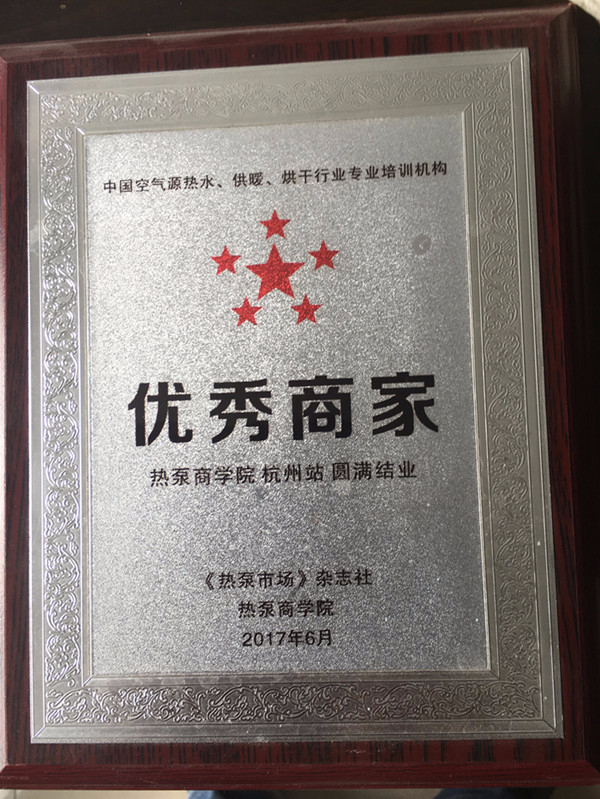 中国空气源热水、供暖、烘干行业专业培训机构
优秀商家
热泵商学院 杭州站 圆满结业
《热泵市场》杂志社
热泵商学院
2017年6月